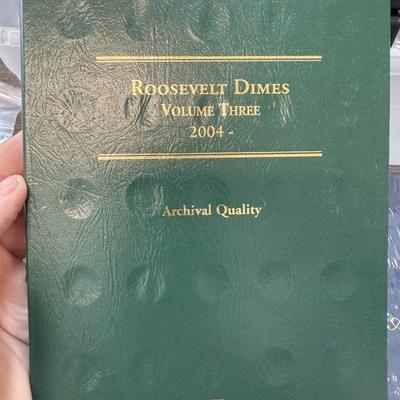 Roosevelt Dimes
Volume Three
2004 -
Archival Quality